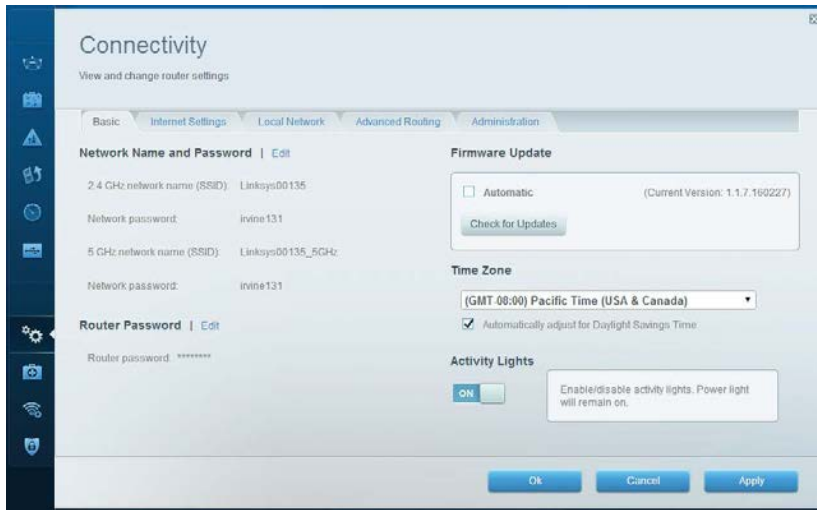 Connectivity
View and change router settings
Basic
Internet Settings
Local Network
Advanced Routing
Administration
Network Name and Password | Edit
2.4 GHz network name (SSID): Linksys00135
Network password: irvine131
5 GHz network name (SSID): Linksys00135_5GHz
Network password: irvine131
Router Password | Edit
Router password: ********
Firmware Update
Automatic
(Current Version: 1.1.7.160227)
Check for Updates
Time Zone
(GMT-08:00) Pacific Time (USA & Canada)
Automatically adjust for Daylight Savings Time
Activity Lights
ON
Enable/disable activity lights. Power light
will remain on.
Ok
Cancel
Apply